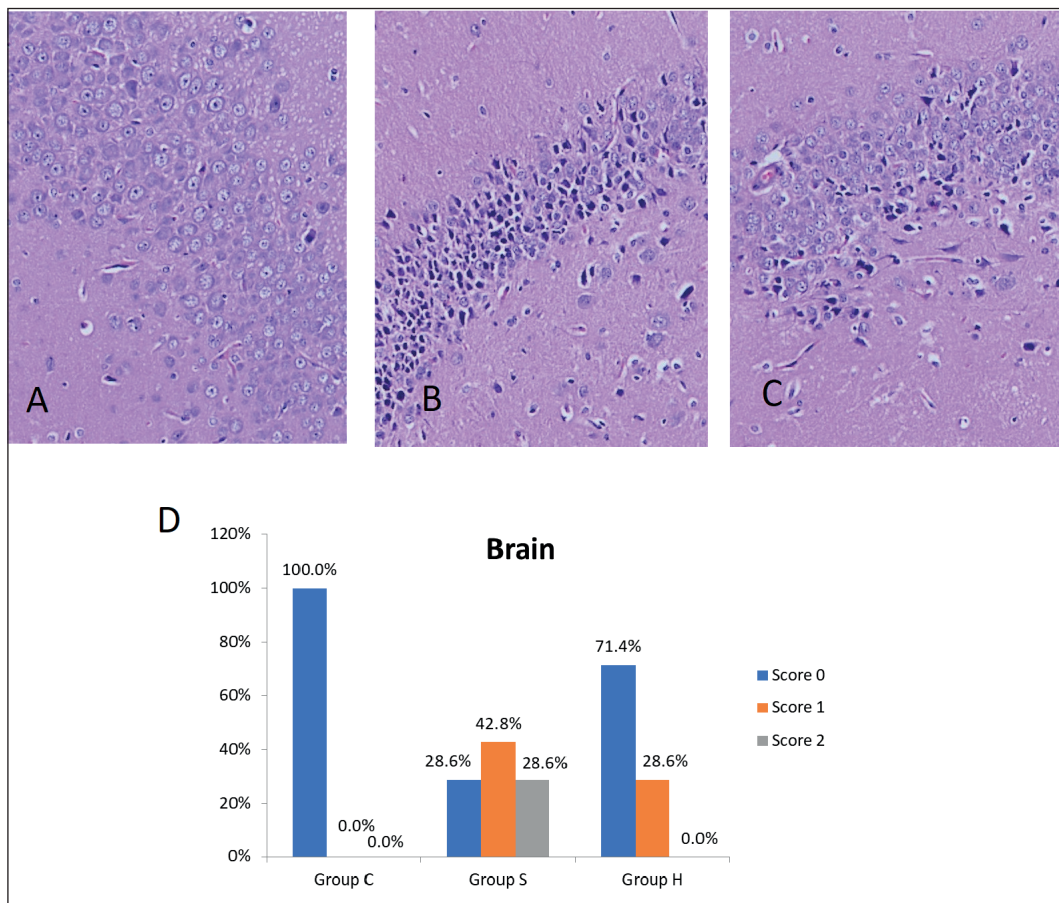 A
B
C
D
Brain
120%
100%
80%
60%
40%
20%
0%
100.0%
0.0%
0.0%
28.6%
42.8%
28.6%
71.4%
28.6%
0.0%
Group C
Group S
Group H
Score 0
Score 1
Score 2